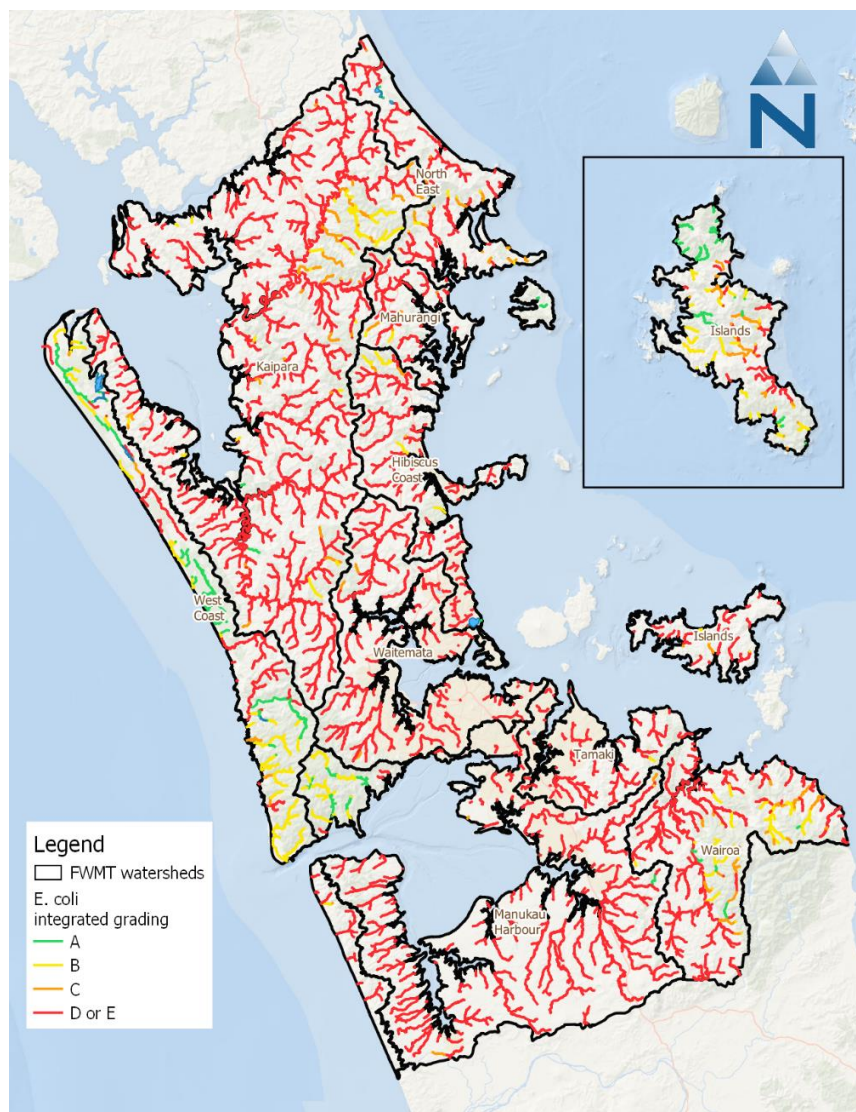 N
North
East
Islands
Mahurangi
Kaipara
Hibiscus
Coast
West
Coast
Islands
Waitemata
Tamaki
Wairoa
Manukau
Harbour
Legend
FWMT watersheds
E. coli
integrated grading
A
B
C
D or E